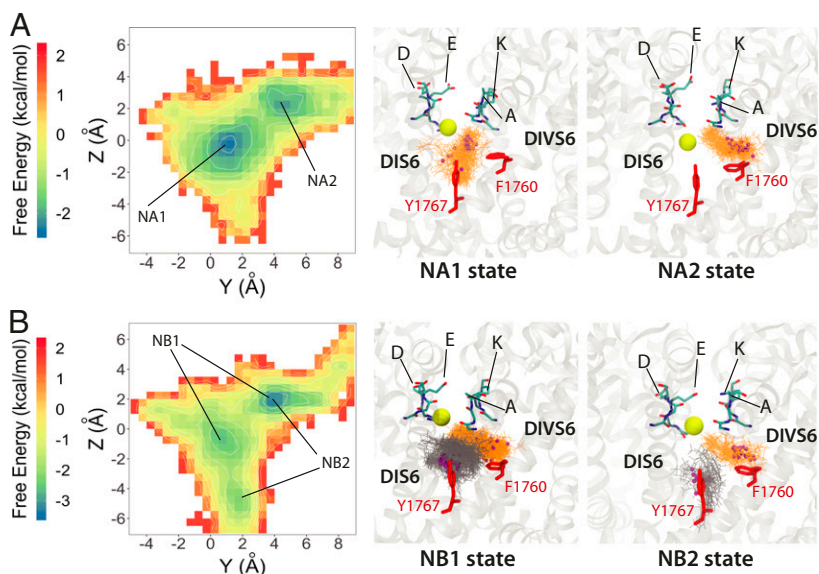 A
Free Energy (kcal/mol)
2
1
0
-1
-2
Z (Å)
6
4
2
0
-2
-4
-6
NA1
NA2
-4 -2 0 2 4 6 8
Y (Å)
D
E
K
A
DIVS6
DIS6
F1760
Y1767
NA1 state
D
E
K
A
DIVS6
DIS6
F1760
Y1767
NA2 state
B
Free Energy (kcal/mol)
2
1
0
-1
-2
-3
Z (Å)
6
4
2
0
-2
-4
-6
NB1
NB2
-4 -2 0 2 4 6 8
Y (Å)
D
E
K
A
DIVS6
DIS6
F1760
Y1767
NB1 state
D
E
K
A
DIVS6
DIS6
F1760
Y1767
NB2 state